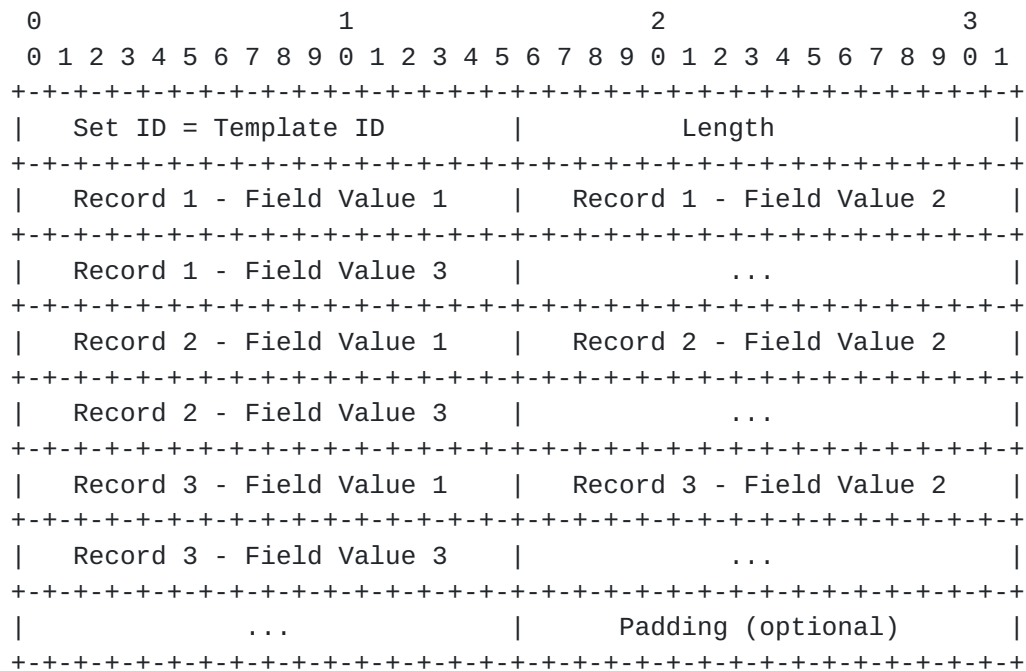 0                   1                   2                   3
 0 1 2 3 4 5 6 7 8 9 0 1 2 3 4 5 6 7 8 9 0 1 2 3 4 5 6 7 8 9 0 1
+-+-+-+-+-+-+-+-+-+-+-+-+-+-+-+-+-+-+-+-+-+-+-+-+-+-+-+-+-+-+-+-+
|   Set ID = Template ID        |          Length               |
+-+-+-+-+-+-+-+-+-+-+-+-+-+-+-+-+-+-+-+-+-+-+-+-+-+-+-+-+-+-+-+-+
|   Record 1 - Field Value 1    |   Record 1 - Field Value 2    |
+-+-+-+-+-+-+-+-+-+-+-+-+-+-+-+-+-+-+-+-+-+-+-+-+-+-+-+-+-+-+-+-+
|   Record 1 - Field Value 3    |             ...               |
+-+-+-+-+-+-+-+-+-+-+-+-+-+-+-+-+-+-+-+-+-+-+-+-+-+-+-+-+-+-+-+-+
|   Record 2 - Field Value 1    |   Record 2 - Field Value 2    |
+-+-+-+-+-+-+-+-+-+-+-+-+-+-+-+-+-+-+-+-+-+-+-+-+-+-+-+-+-+-+-+-+
|   Record 2 - Field Value 3    |             ...               |
+-+-+-+-+-+-+-+-+-+-+-+-+-+-+-+-+-+-+-+-+-+-+-+-+-+-+-+-+-+-+-+-+
|   Record 3 - Field Value 1    |   Record 3 - Field Value 2    |
+-+-+-+-+-+-+-+-+-+-+-+-+-+-+-+-+-+-+-+-+-+-+-+-+-+-+-+-+-+-+-+-+
|   Record 3 - Field Value 3    |             ...               |
+-+-+-+-+-+-+-+-+-+-+-+-+-+-+-+-+-+-+-+-+-+-+-+-+-+-+-+-+-+-+-+-+
|              ...              |      Padding (optional)       |
+-+-+-+-+-+-+-+-+-+-+-+-+-+-+-+-+-+-+-+-+-+-+-+-+-+-+-+-+-+-+-+-+